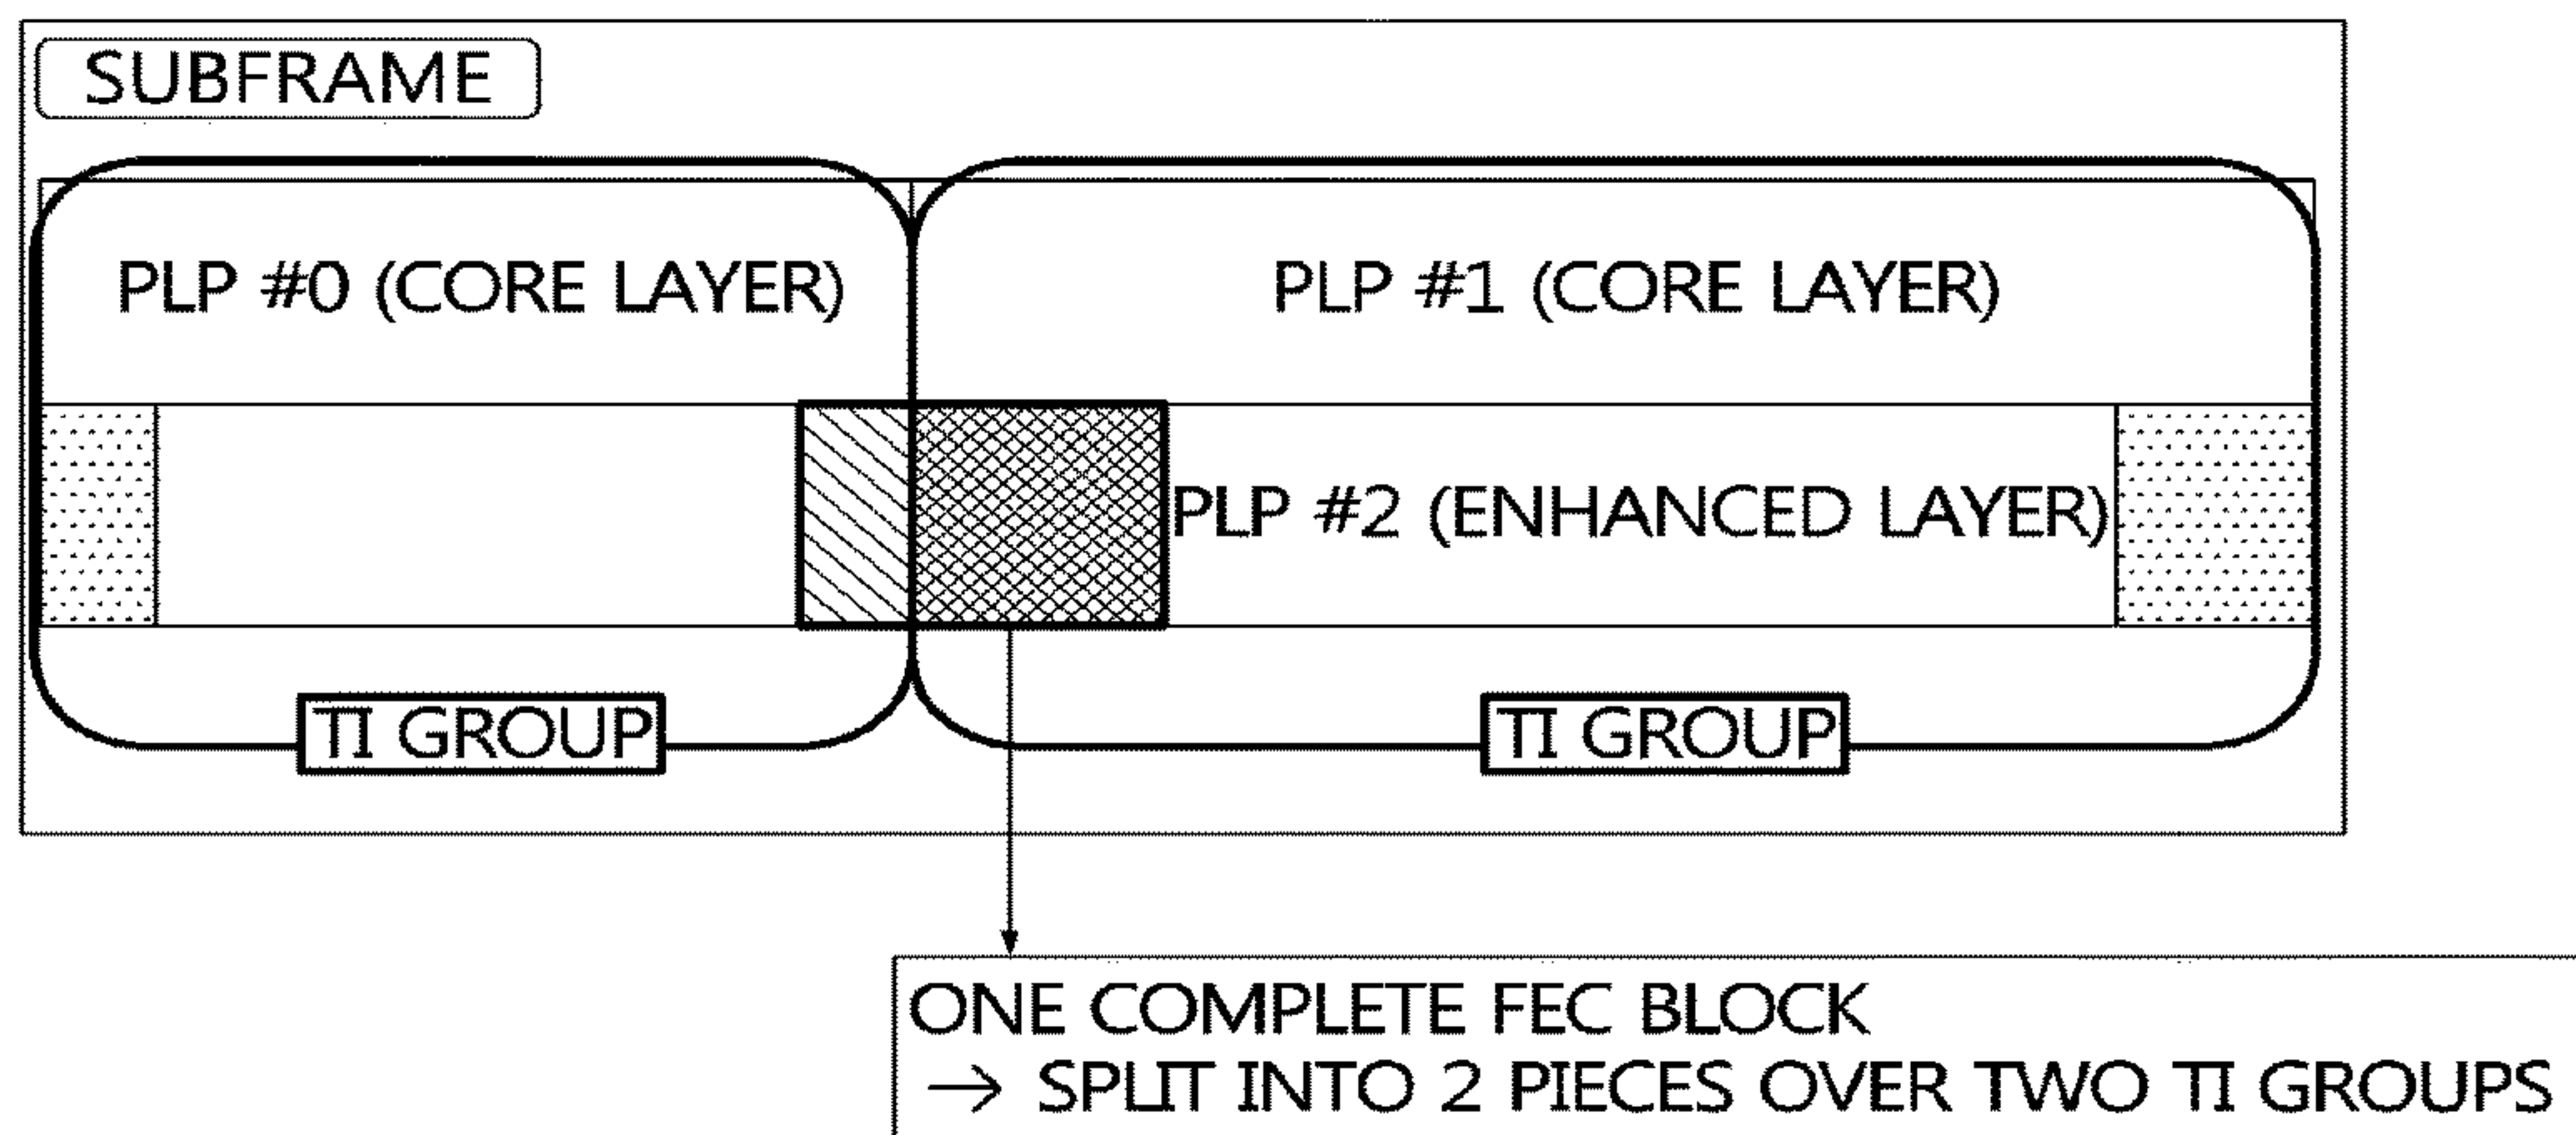 SUBFRAME
PLP #0 (CORE LAYER)
PLP #1 (CORE LAYER)
PLP #2 (ENHANCED LAYER)
TI GROUP
TI GROUP
ONE COMPLETE FEC BLOCK
→ SPLIT INTO 2 PIECES OVER TWO TI GROUPS